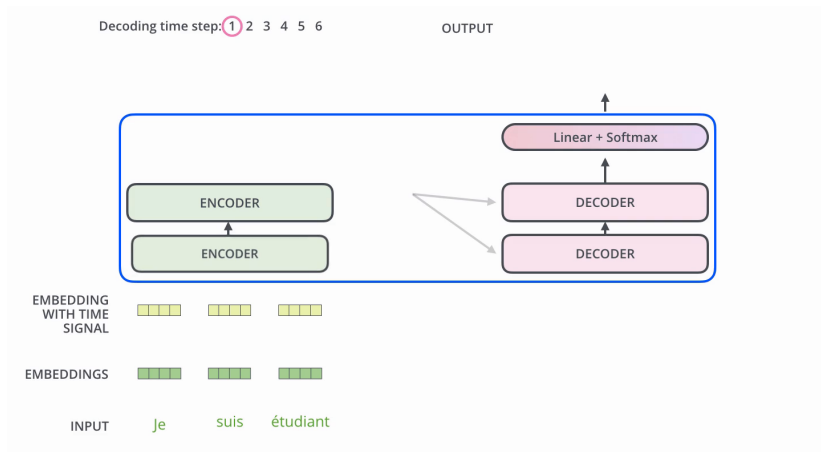 Decoding time step: 1 2 3 4 5 6
OUTPUT
Linear + Softmax
ENCODER
DECODER
ENCODER
DECODER
EMBEDDING
WITH TIME
SIGNAL
EMBEDDINGS
INPUT Je suis étudiant